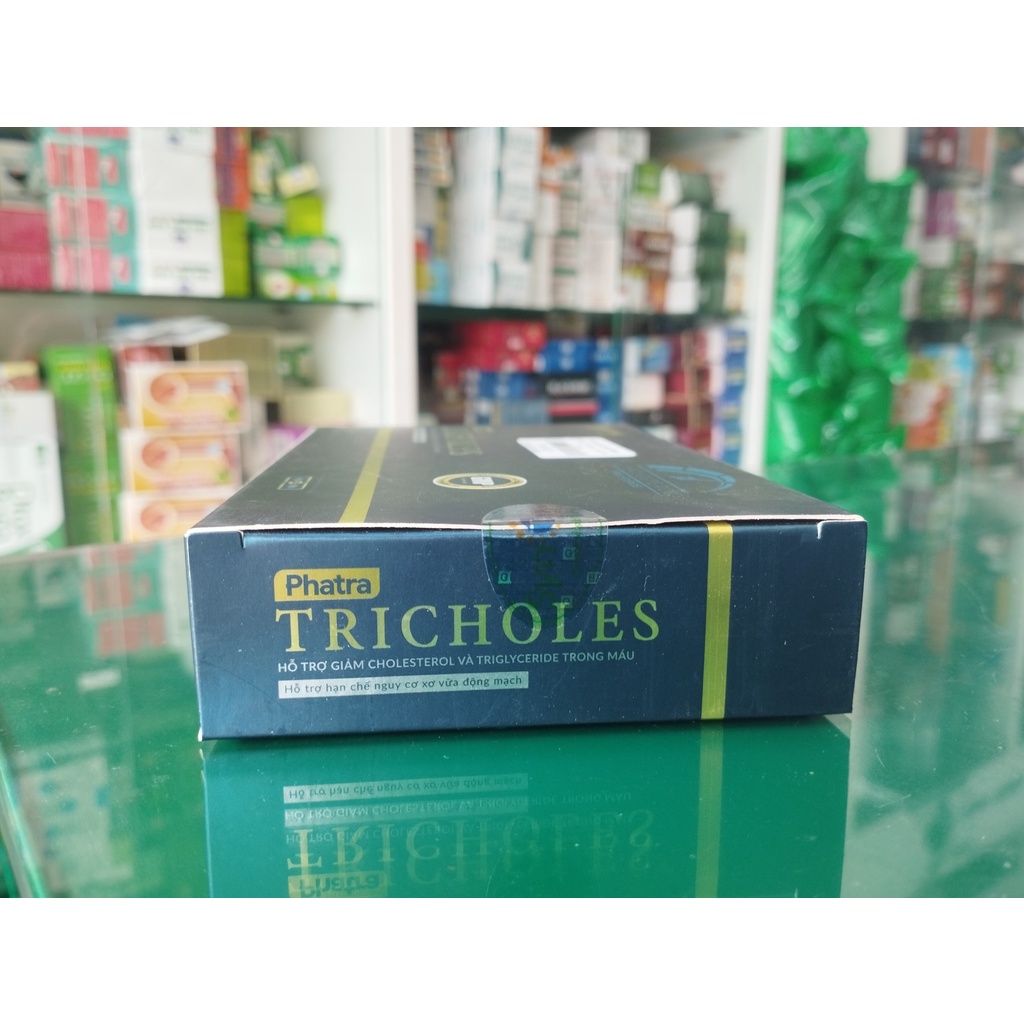 Phatra
TRICHOLES
HỖ TRỢ GIẢM CHOLESTEROL VÀ TRIGLYCERIDE TRONG MÁU
Hỗ trợ hạn chế nguy cơ xơ vữa động mạch